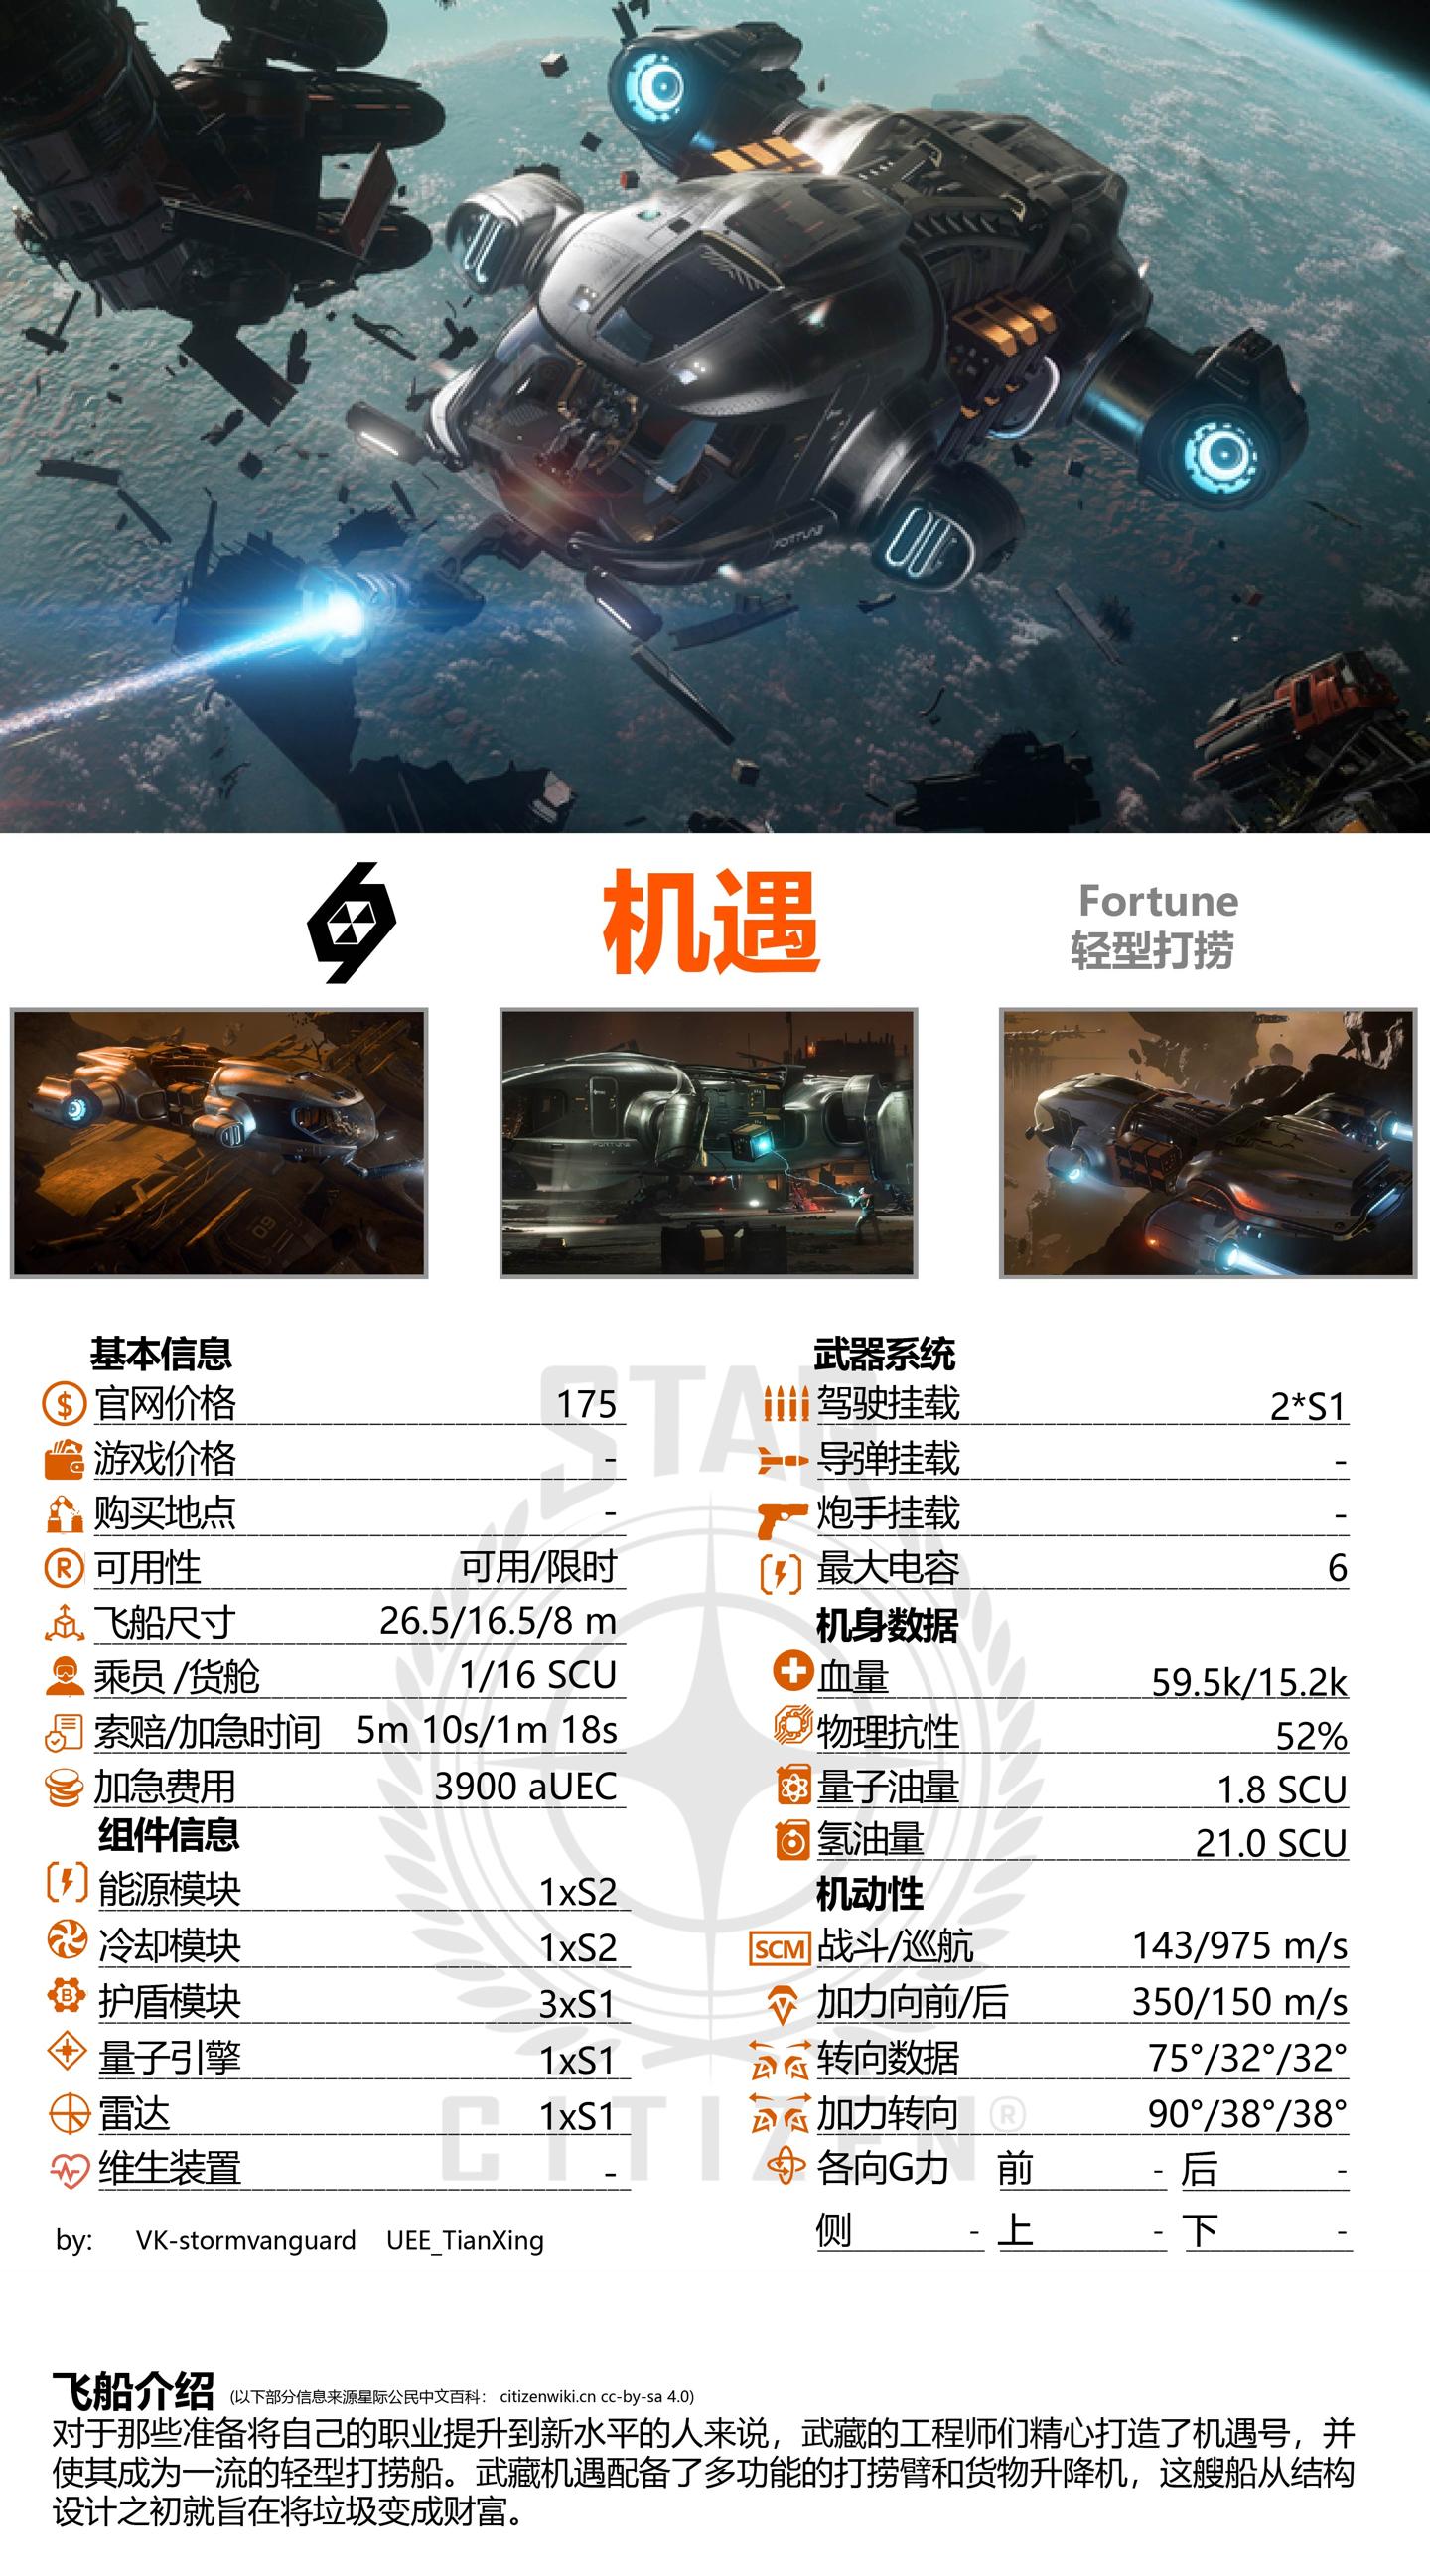 FORTUNE
机遇
Fortune
轻型打捞
FORTUNE
09
STAR
CITIZEN®
基本信息
官网价格 175
游戏价格 -
购买地点 -
可用性 可用/限时
飞船尺寸 26.5/16.5/8 m
乘员 /货舱 1/16 SCU
索赔/加急时间 5m 10s/1m 18s
加急费用 3900 aUEC
组件信息
能源模块 1xS2
冷却模块 1xS2
护盾模块 3xS1
量子引擎 1xS1
雷达 1xS1
维生装置 -
by: VK-stormvanguard UEE_TianXing
武器系统
驾驶挂载 2*S1
导弹挂载 -
炮手挂载 -
最大电容 6
机身数据
血量 59.5k/15.2k
物理抗性 52%
量子油量 1.8 SCU
氢油量 21.0 SCU
机动性
SCM 战斗/巡航 143/975 m/s
加力向前/后 350/150 m/s
转向数据 75°/32°/32°
加力转向 90°/38°/38°
各向G力 前 - 后 -
侧 - 上 - 下 -
飞船介绍 (以下部分信息来源星际公民中文百科： citizenwiki.cn cc-by-sa 4.0)
对于那些准备将自己的职业提升到新水平的人来说，武藏的工程师们精心打造了机遇号，并
使其成为一流的轻型打捞船。武藏机遇配备了多功能的打捞臂和货物升降机，这艘船从结构
设计之初就旨在将垃圾变成财富。